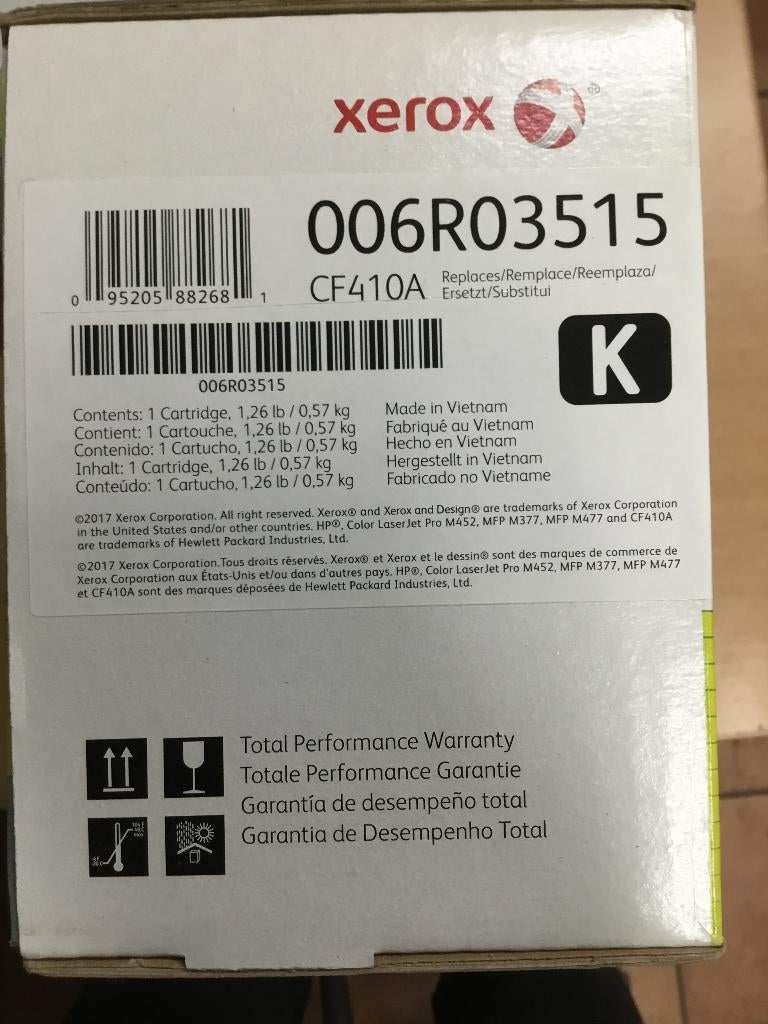 xerox ®
006R03515
0 95205 88268 1
CF410A
Replaces/Remplace/Reemplaza/
Ersetzt/Substitui
006R03515
K
Contents: 1 Cartridge, 1,26 lb / 0,57 kg
Contient: 1 Cartouche, 1,26 lb / 0,57 kg
Contenido: 1 Cartucho, 1,26 lb / 0,57 kg
Inhalt: 1 Cartridge, 1,26 lb / 0,57 kg
Conteúdo: 1 Cartucho, 1,26 lb / 0,57 kg
Made in Vietnam
Fabriqué au Vietnam
Hecho en Vietnam
Hergestellt in Vietnam
Fabricado no Vietname
©2017 Xerox Corporation. All right reserved. Xerox® and Xerox and Design® are trademarks of Xerox Corporation
in the United States and/or other countries. HP®, Color LaserJet Pro M452, MFP M377, MFP M477 and CF410A
are trademarks of Hewlett Packard Industries, Ltd.
©2017 Xerox Corporation.Tous droits réservés. Xerox® et Xerox et le dessin® sont des marques de commerce de
Xerox Corporation aux États-Unis et/ou dans d'autres pays. HP®, Color LaserJet Pro M452, MFP M377, MFP M477
et CF410A sont des marques déposées de Hewlett Packard Industries, Ltd.
Total Performance Warranty
Totale Performance Garantie
Garantía de desempeño total
Garantia de Desempenho Total